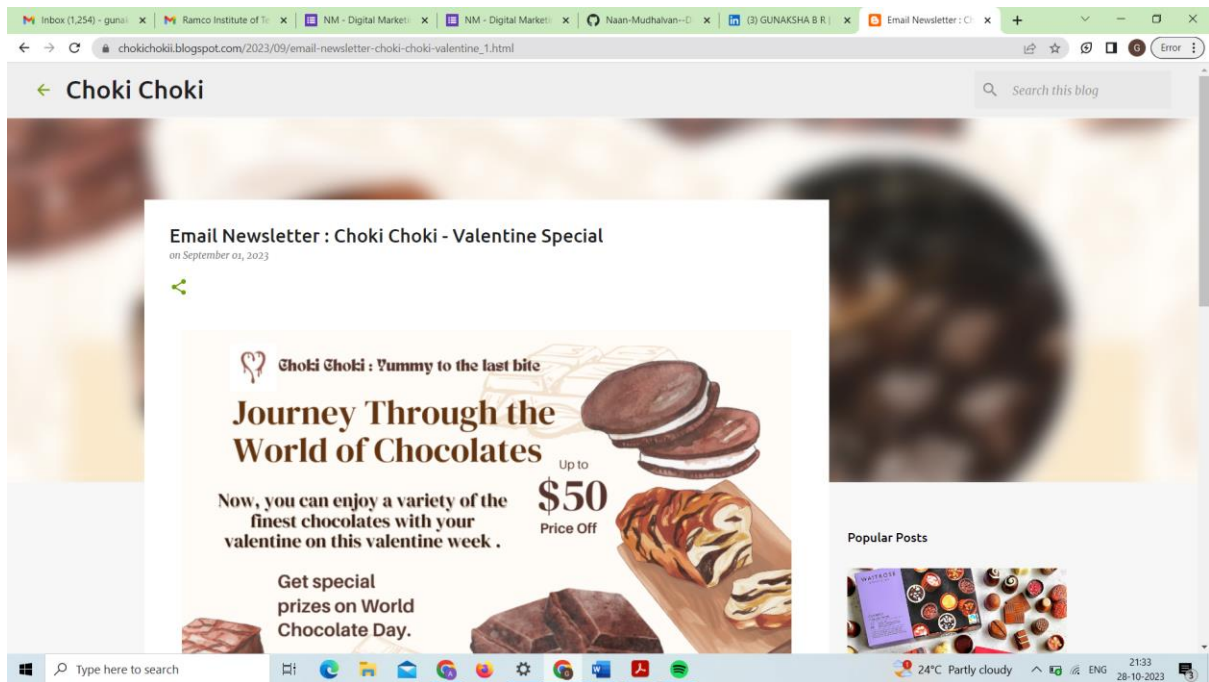 Inbox (1,254) - gunak
Ramco Institute of Te
NM - Digital Marketi
NM - Digital Marketi
Naan-Mudhalvan--D
(3) GUNAKSHA B R |
Email Newsletter : Ch
chokichokii.blogspot.com/2023/09/email-newsletter-choki-choki-valentine_1.html
G
Error
Choki Choki
Search this blog
Email Newsletter : Choki Choki - Valentine Special
on September 01, 2023
Choki Choki : Yummy to the last bite
Journey Through the
World of Chocolates
Up to
$50
Price Off
Now, you can enjoy a variety of the
finest chocolates with your
valentine on this valentine week .
Get special
prizes on World
Chocolate Day.
Popular Posts
WAITROSE
Type here to search
24°C Partly cloudy
ENG
21:33
28-10-2023
3